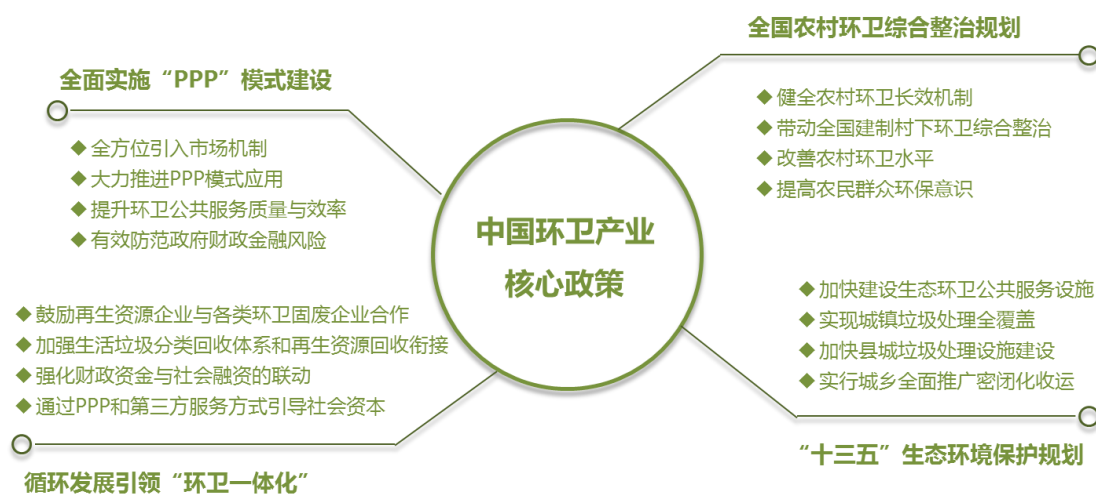 全面实施“PPP”模式建设
◆全方位引入市场机制
◆大力推进PPP模式应用
◆提升环卫公共服务质量与效率
◆有效防范政府财政金融风险
全国农村环卫综合整治规划
◆健全农村环卫长效机制
◆带动全国建制村下环卫综合整治
◆改善农村环卫水平
◆提高农民群众环保意识
中国环卫产业
核心政策
◆鼓励再生资源企业与各类环卫固废企业合作
◆加强生活垃圾分类回收体系和再生资源回收衔接
◆强化财政资金与社会融资的联动
◆通过PPP和第三方服务方式引导社会资本
循环发展引领“环卫一体化”
◆加快建设生态环卫公共服务设施
◆实现城镇垃圾处理全覆盖
◆加快县城垃圾处理设施建设
◆实行城乡全面推广密闭化收运
“十三五”生态环境保护规划